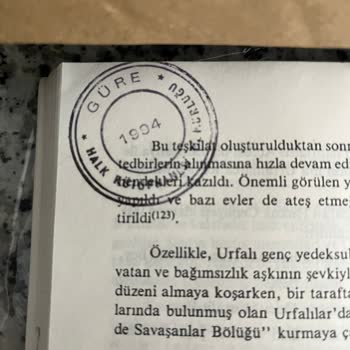 GÜRE
1994
HALK
Bu teşkilat oluşturulduktan sonr
tedbirlerin alınmasına hızla devam ed
hendekleri kazıldı. Önemli görülen y
yapıldı ve bazı evler de ateş etme
tirildi(123).
Özellikle, Urfalı genç yedeksul
vatan ve bağımsızlık aşkının şevkiyl
düzeni almaya koşarken, bir tarafta
larında bulunmuş olan Urfalılar'da
de Savaşanlar Bölüğü" kurmaya ç